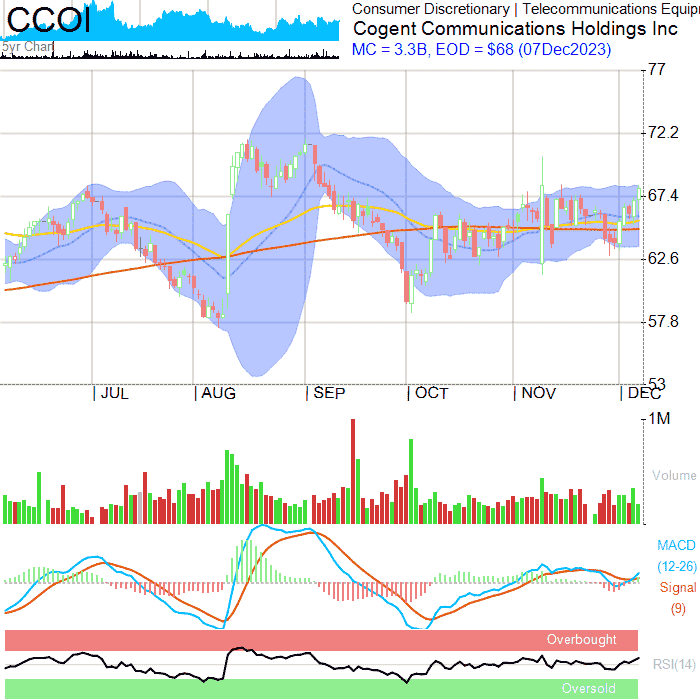 CCOI
5yr Chart
Consumer Discretionary | Telecommunications Equip
Cogent Communications Holdings Inc
MC = 3.3B, EOD = $68 (07Dec2023)
77
72.2
67.4
62.6
57.8
53
| JUL | AUG | SEP | OCT | NOV | DEC
1M
Volume
MACD
(12-26)
Signal
(9)
Overbought
RSI(14)
Oversold